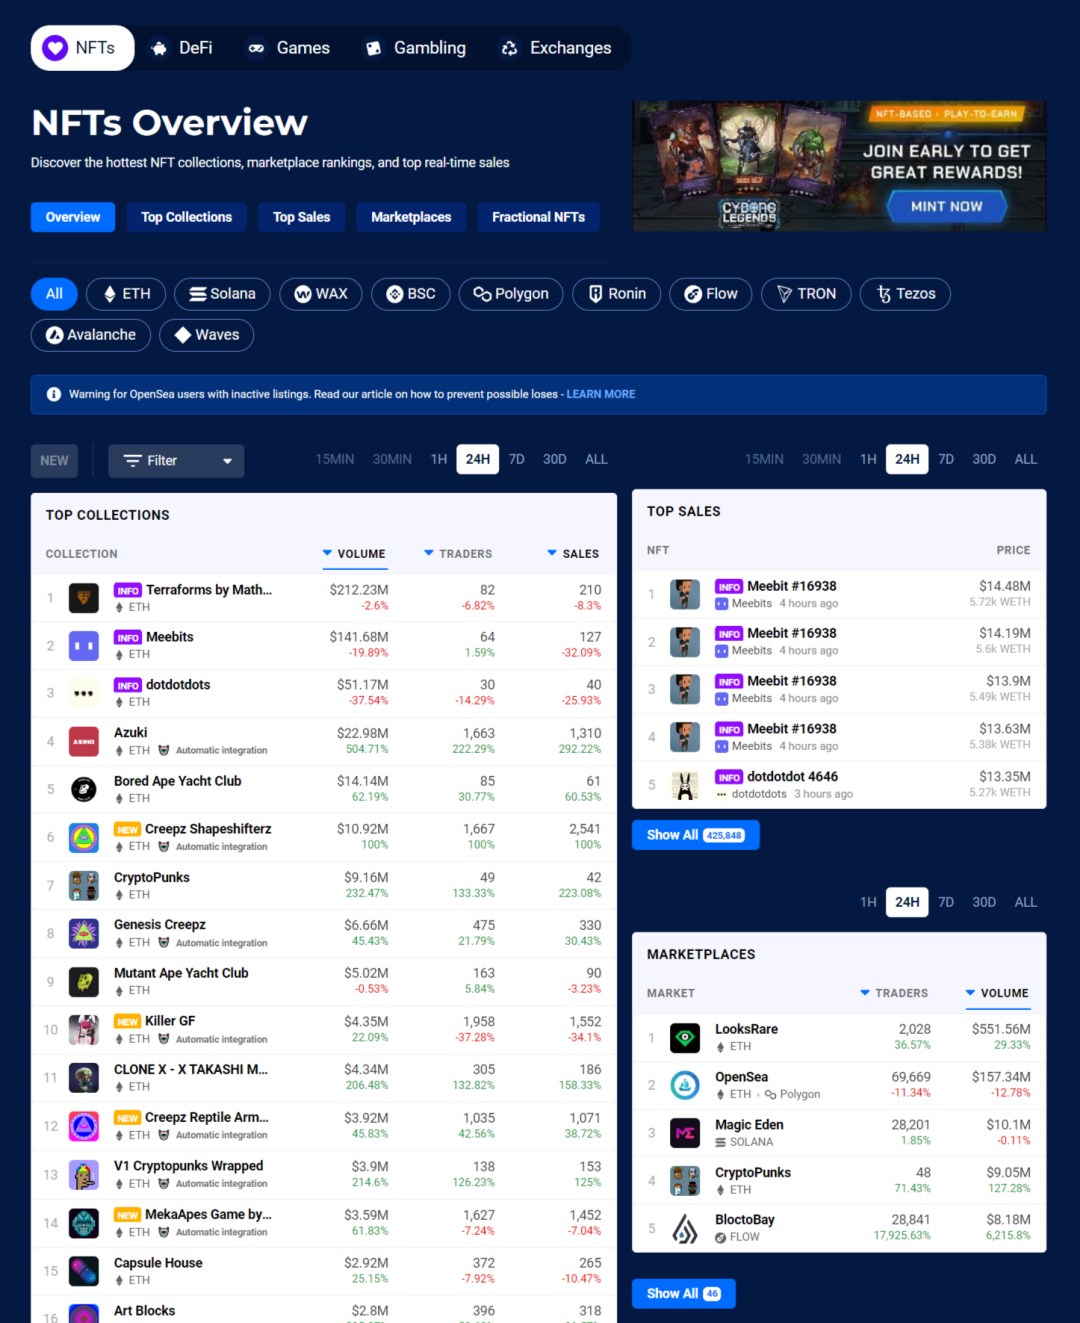 NFTs DeFi Games Gambling Exchanges
NFTs Overview
Discover the hottest NFT collections, marketplace rankings, and top real-time sales
Overview Top Collections Top Sales Marketplaces Fractional NFTs
NFT-BASED • PLAY-TO-EARN
JOIN EARLY TO GET
GREAT REWARDS!
MINT NOW
CYBORG
LEGENDS
All ETH Solana WAX BSC Polygon Ronin Flow TRON Tezos
Avalanche Waves
Warning for OpenSea users with inactive listings. Read our article on how to prevent possible loses - LEARN MORE
NEW Filter 15MIN 30MIN 1H 24H 7D 30D ALL
TOP COLLECTIONS
COLLECTION VOLUME TRADERS SALES
1 INFO Terraforms by Math... $212.23M 82 210
ETH -2.6% -6.82% -8.3%
2 INFO Meebits $141.68M 64 127
ETH -19.89% 1.59% -32.09%
3 INFO dotdotdots $51.17M 30 40
ETH -37.54% -14.29% -25.93%
4 AZUKI Azuki $22.98M 1,663 1,310
ETH Automatic integration 504.71% 222.29% 292.22%
5 Bored Ape Yacht Club $14.14M 85 61
ETH 62.19% 30.77% 60.53%
6 NEW Creepz Shapeshifterz $10.92M 1,667 2,541
ETH Automatic integration 100% 100% 100%
7 CryptoPunks $9.16M 49 42
ETH 232.47% 133.33% 223.08%
8 Genesis Creepz $6.66M 475 330
ETH Automatic integration 45.43% 21.79% 30.43%
9 Mutant Ape Yacht Club $5.02M 163 90
ETH -0.53% 5.84% -3.23%
10 NEW Killer GF $4.35M 1,958 1,552
ETH Automatic integration 22.09% -37.28% -34.1%
11 CLONE X - X TAKASHI M... $4.34M 305 186
ETH 206.48% 132.82% 158.33%
12 NEW Creepz Reptile Arm... $3.92M 1,035 1,071
ETH Automatic integration 45.83% 42.56% 38.72%
13 V1 Cryptopunks Wrapped $3.9M 138 153
ETH Automatic integration 214.6% 126.23% 125%
14 NEW MekaApes Game by... $3.59M 1,627 1,452
ETH Automatic integration 61.83% -7.24% -7.04%
15 Capsule House $2.92M 372 265
ETH 25.15% -7.92% -10.47%
16 Art Blocks $2.8M 396 318
15MIN 30MIN 1H 24H 7D 30D ALL
TOP SALES
NFT PRICE
1 INFO Meebit #16938 $14.48M
Meebits 4 hours ago 5.72k WETH
2 INFO Meebit #16938 $14.19M
Meebits 4 hours ago 5.6k WETH
3 INFO Meebit #16938 $13.9M
Meebits 4 hours ago 5.49k WETH
4 INFO Meebit #16938 $13.63M
Meebits 4 hours ago 5.38k WETH
5 INFO dotdotdot 4646 $13.35M
dotdotdots 3 hours ago 5.27k WETH
Show All 425,848
1H 24H 7D 30D ALL
MARKETPLACES
MARKET TRADERS VOLUME
1 LooksRare 2,028 $551.56M
ETH 36.57% 29.33%
2 OpenSea 69,669 $157.34M
ETH • Polygon -11.34% -12.78%
3 ME Magic Eden 28,201 $10.1M
SOLANA 1.85% -0.11%
4 CryptoPunks 48 $9.05M
ETH 71.43% 127.28%
5 BloctoBay 28,841 $8.18M
FLOW 17,925.63% 6,215.8%
Show All 46